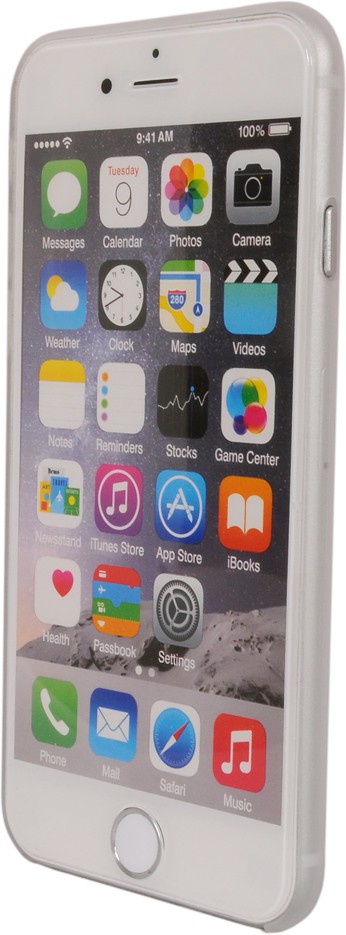 9:41 AM 100%
Tuesday
9
Messages Calendar Photos Camera
280
Weather Clock Maps Videos
Notes Reminders Stocks Game Center
Newsstand iTunes Store App Store iBooks
Health Passbook Settings
Phone Mail Safari Music